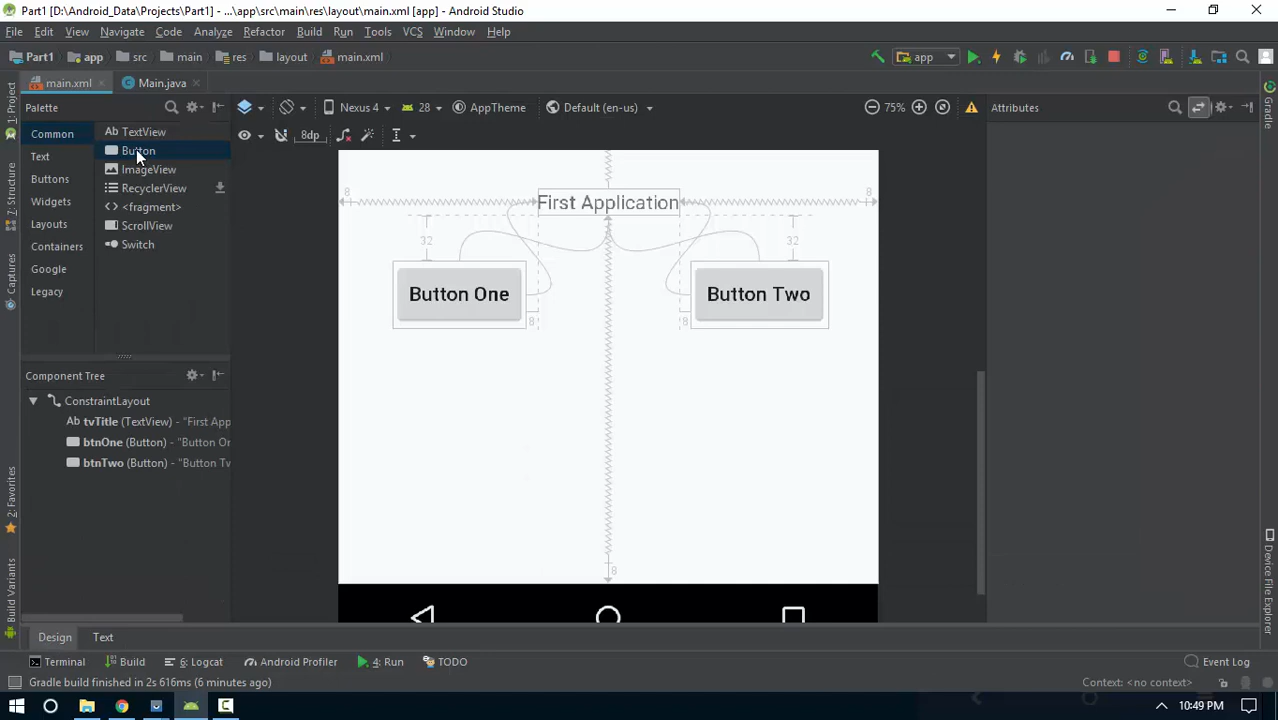 Part1 [D:\Android_Data\Projects\Part1] - ...\app\src\main\res\layout\main.xml [app] - Android Studio
File Edit View Navigate Code Analyze Refactor Build Run Tools VCS Window Help
Part1 app src main res layout main.xml app
main.xml Main.java
Palette Nexus 4 28 AppTheme Default (en-us) 75% Attributes
8dp
Common
Text
Buttons
Widgets
Layouts
Containers
Google
Legacy
Ab TextView
Button
ImageView
RecyclerView
<fragment>
ScrollView
Switch
8 First Application 8
32 32
Button One Button Two
8 8
8
Component Tree
ConstraintLayout
Ab tvTitle (TextView) - "First App
btnOne (Button) - "Button Or
btnTwo (Button) - "Button Tv
1: Project
7: Structure
Captures
2: Favorites
Build Variants
Gradle
Device File Explorer
Design Text
Terminal Build 6: Logcat Android Profiler 4: Run TODO Event Log
Gradle build finished in 2s 616ms (6 minutes ago) Context: <no context>
10:49 PM